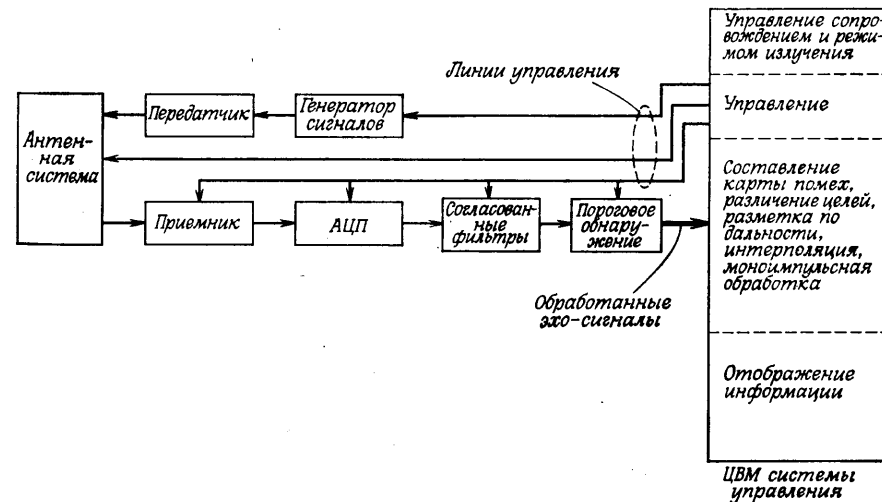 Управление сопро-
вождением и режи-
мом излучения
Линии управления
Управление
Передатчик
Генератор
сигналов
Антен-
ная
система
Составление
карты помех,
различение целей,
разметка по
дальности,
интерполяция,
моноимпульсная
обработка
Приемник
АЦП
Согласован-
ные
фильтры
Пороговое
обнару-
жение
Обработанные
эхо-сигналы
Отображение
информации
ЦВМ системы
управления